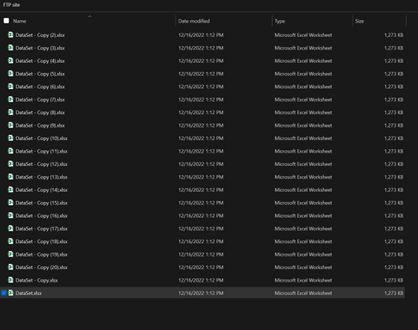 FTP site
Name Date modified Type Size
DataSet - Copy (2).xlsx 12/16/2022 1:12 PM Microsoft Excel Worksheet 1,273 KB
DataSet - Copy (3).xlsx 12/16/2022 1:12 PM Microsoft Excel Worksheet 1,273 KB
DataSet - Copy (4).xlsx 12/16/2022 1:12 PM Microsoft Excel Worksheet 1,273 KB
DataSet - Copy (5).xlsx 12/16/2022 1:12 PM Microsoft Excel Worksheet 1,273 KB
DataSet - Copy (6).xlsx 12/16/2022 1:12 PM Microsoft Excel Worksheet 1,273 KB
DataSet - Copy (7).xlsx 12/16/2022 1:12 PM Microsoft Excel Worksheet 1,273 KB
DataSet - Copy (8).xlsx 12/16/2022 1:12 PM Microsoft Excel Worksheet 1,273 KB
DataSet - Copy (9).xlsx 12/16/2022 1:12 PM Microsoft Excel Worksheet 1,273 KB
DataSet - Copy (10).xlsx 12/16/2022 1:12 PM Microsoft Excel Worksheet 1,273 KB
DataSet - Copy (11).xlsx 12/16/2022 1:12 PM Microsoft Excel Worksheet 1,273 KB
DataSet - Copy (12).xlsx 12/16/2022 1:12 PM Microsoft Excel Worksheet 1,273 KB
DataSet - Copy (13).xlsx 12/16/2022 1:12 PM Microsoft Excel Worksheet 1,273 KB
DataSet - Copy (14).xlsx 12/16/2022 1:12 PM Microsoft Excel Worksheet 1,273 KB
DataSet - Copy (15).xlsx 12/16/2022 1:12 PM Microsoft Excel Worksheet 1,273 KB
DataSet - Copy (16).xlsx 12/16/2022 1:12 PM Microsoft Excel Worksheet 1,273 KB
DataSet - Copy (17).xlsx 12/16/2022 1:12 PM Microsoft Excel Worksheet 1,273 KB
DataSet - Copy (18).xlsx 12/16/2022 1:12 PM Microsoft Excel Worksheet 1,273 KB
DataSet - Copy (19).xlsx 12/16/2022 1:12 PM Microsoft Excel Worksheet 1,273 KB
DataSet - Copy (20).xlsx 12/16/2022 1:12 PM Microsoft Excel Worksheet 1,273 KB
DataSet - Copy.xlsx 12/16/2022 1:12 PM Microsoft Excel Worksheet 1,273 KB
DataSet.xlsx 12/16/2022 1:12 PM Microsoft Excel Worksheet 1,273 KB